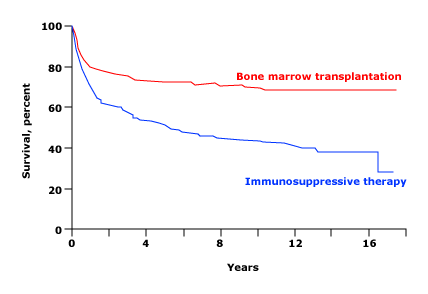 100
80
60
40
20
0
Survival, percent
Bone marrow transplantation
Immunosuppressive therapy
0 4 8 12 16
Years